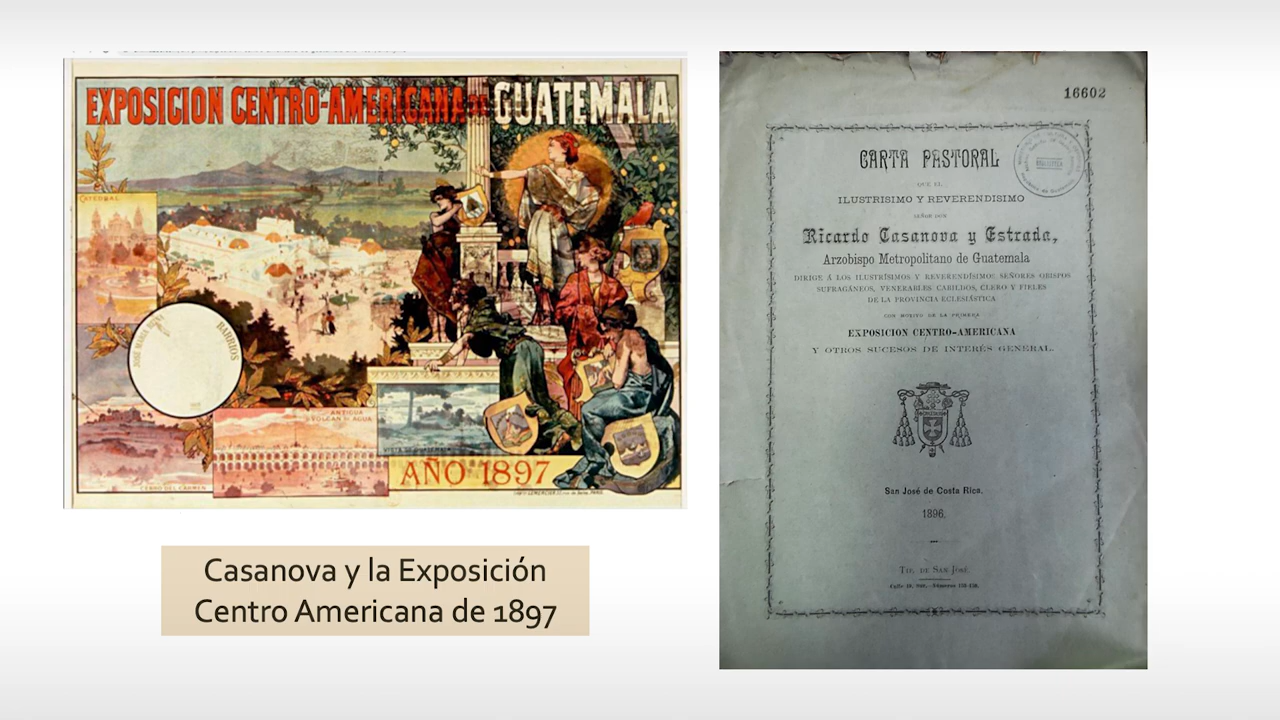 EXPOSICION CENTRO-AMERICANA DE GUATEMALA
CATEDRAL
JOSÉ MARIA REYNA BARRIOS
ANTIGUA
VOLCAN DE AGUA
CERRO DEL CARMEN
AÑO 1897
Casanova y la Exposición
Centro Americana de 1897
16602
CARTA PASTORAL
QUE EL
ILUSTRISIMO Y REVERENDISIMO
SEÑOR DON
Ricardo Casanova y Estrada,
Arzobispo Metropolitano de Guatemala
DIRIGE Á LOS ILUSTRÍSIMOS Y REVERENDÍSIMOS SEÑORES OBISPOS
SUFRAGÁNEOS, VENERABLES CABILDOS, CLERO Y FIELES
DE LA PROVINCIA ECLESIÁSTICA
CON MOTIVO DE LA PRIMERA
EXPOSICION CENTRO-AMERICANA
Y OTROS SUCESOS DE INTERÉS GENERAL.
San José de Costa Rica.
1896.
TIP. DE SAN JOSÉ.